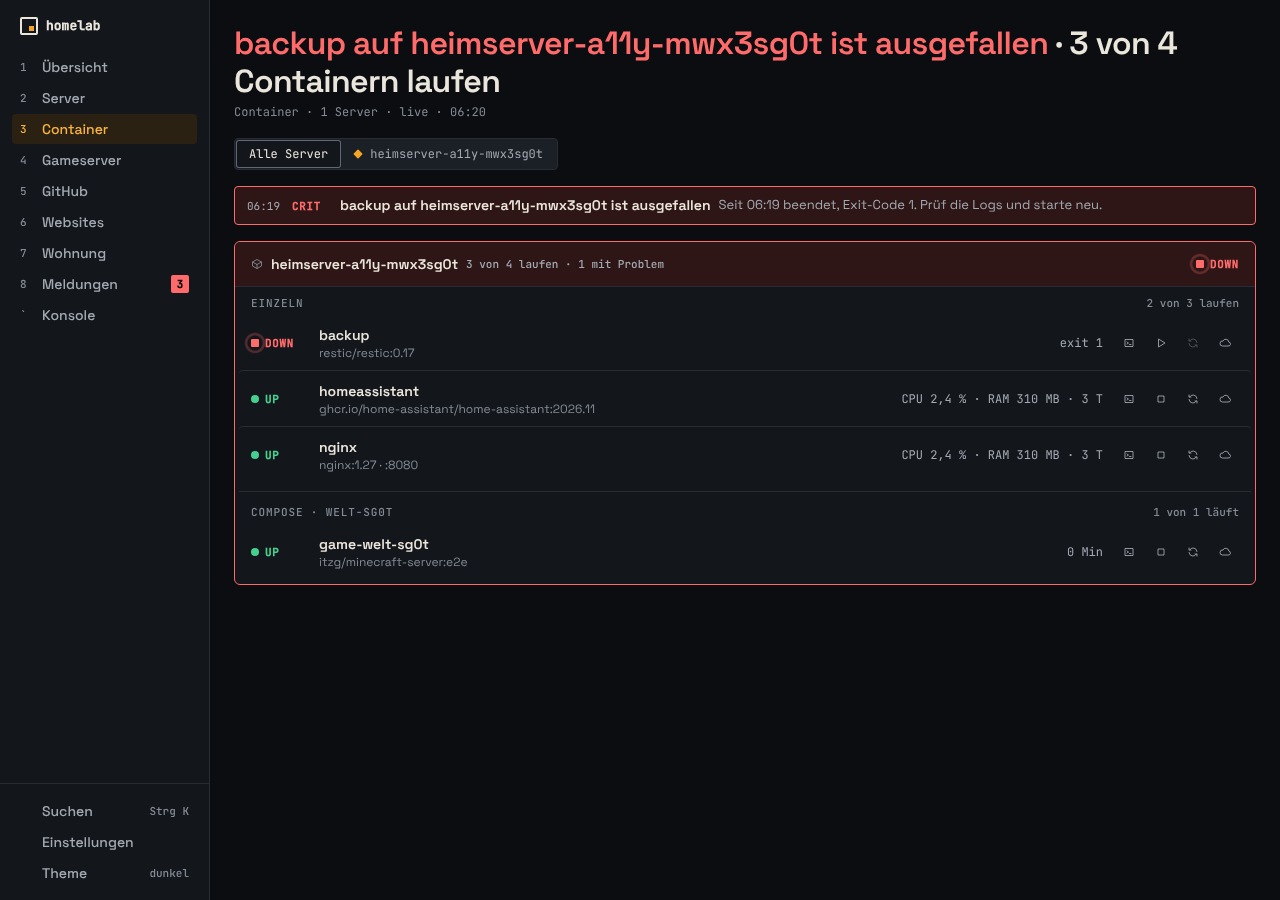 homelab
1 Übersicht
2 Server
3 Container
4 Gameserver
5 GitHub
6 Websites
7 Wohnung
8 Meldungen 3
` Konsole
Suchen Strg K
Einstellungen
Theme dunkel
backup auf heimserver-a11y-mwx3sg0t ist ausgefallen · 3 von 4
Containern laufen
Container · 1 Server · live · 06:20
Alle Server heimserver-a11y-mwx3sg0t
06:19 CRIT backup auf heimserver-a11y-mwx3sg0t ist ausgefallen Seit 06:19 beendet, Exit-Code 1. Prüf die Logs und starte neu.
heimserver-a11y-mwx3sg0t 3 von 4 laufen · 1 mit Problem DOWN
EINZELN 2 von 3 laufen
DOWN backup exit 1
restic/restic:0.17
UP homeassistant CPU 2,4 % · RAM 310 MB · 3 T
ghcr.io/home-assistant/home-assistant:2026.11
UP nginx CPU 2,4 % · RAM 310 MB · 3 T
nginx:1.27 · :8080
COMPOSE · WELT-SG0T 1 von 1 läuft
UP game-welt-sg0t 0 Min
itzg/minecraft-server:e2e